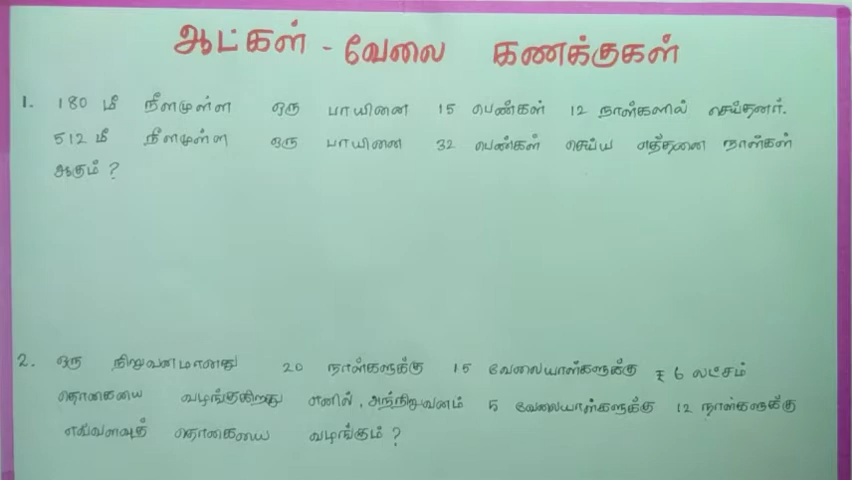 ஆட்கள் - வேலை கணக்குகள்
1. 180 மீ நீளமுள்ள ஒரு பாயினை 15 பெண்கள் 12 நாள்களில் செய்தனர்.
512 மீ நீளமுள்ள ஒரு பாயினை 32 பெண்கள் செய்ய எத்தனை நாள்கள்
ஆகும் ?
2. ஒரு நிறுவனமானது 20 நாள்களுக்கு 15 வேலையாள்களுக்கு ₹ 6 லட்சம்
தொகையை வழங்குகிறது எனில், அந்நிறுவனம் 5 வேலையாள்களுக்கு 12 நாள்களுக்கு
எவ்வளவுத் தொகையை வழங்கும் ?